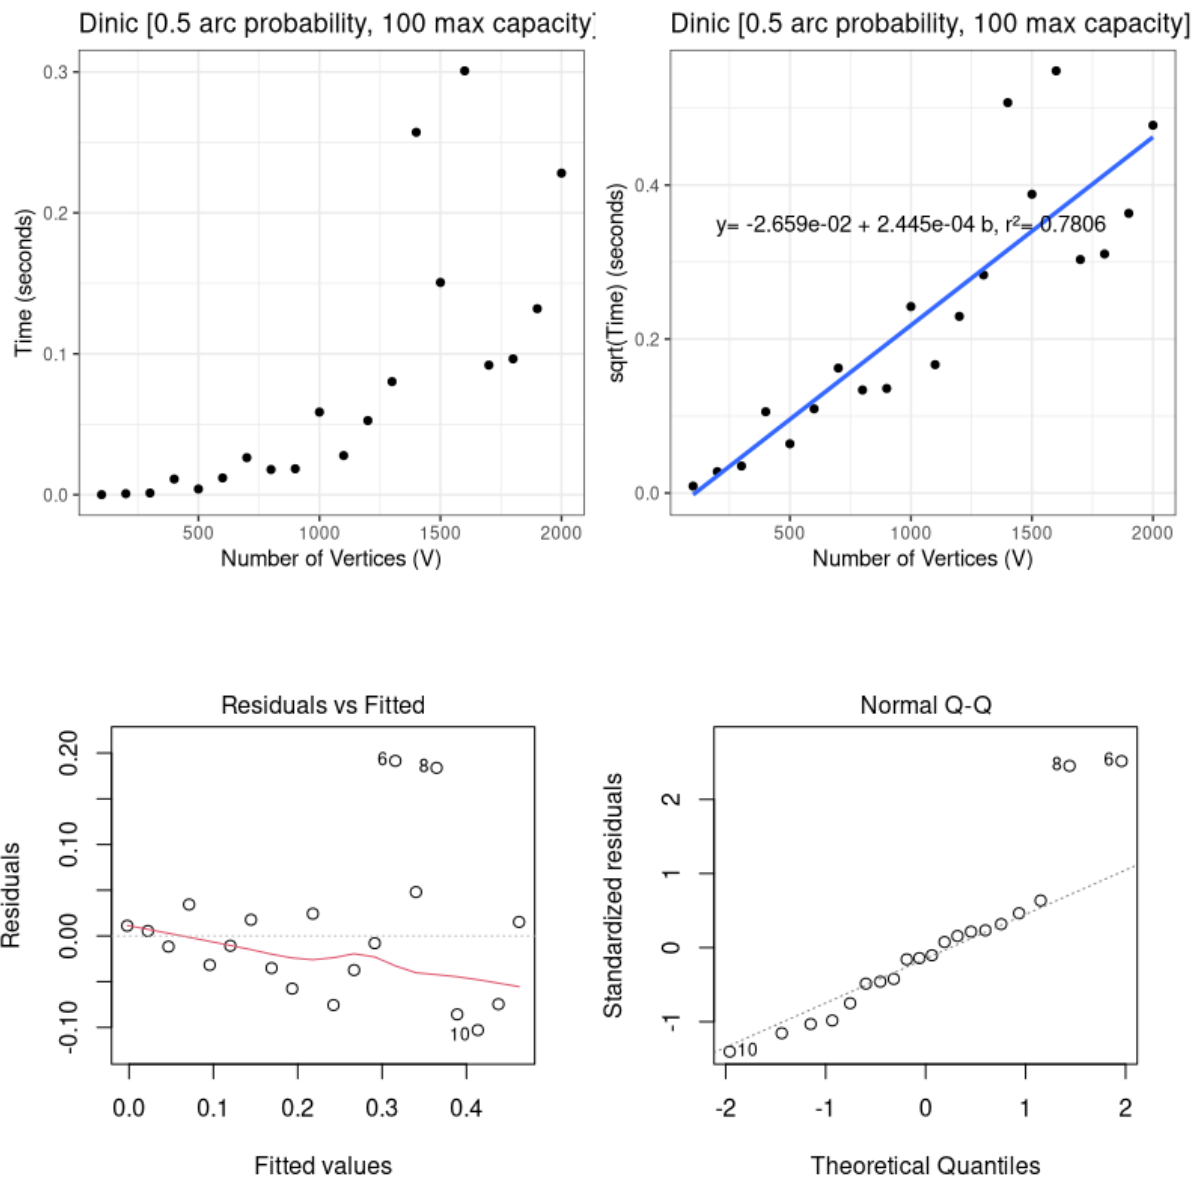 Dinic [0.5 arc probability, 100 max capacity]
0.3
0.2
0.1
0.0
Time (seconds)
500 1000 1500 2000
Number of Vertices (V)
Dinic [0.5 arc probability, 100 max capacity]
y= -2.659e-02 + 2.445e-04 b, r²= 0.7806
0.4
0.2
0.0
sqrt(Time) (seconds)
500 1000 1500 2000
Number of Vertices (V)
Residuals vs Fitted
0.20
0.10
0.00
-0.10
Residuals
6
8
10
0.0 0.1 0.2 0.3 0.4
Fitted values
Normal Q-Q
2
1
0
-1
Standardized residuals
8
6
10
-2 -1 0 1 2
Theoretical Quantiles